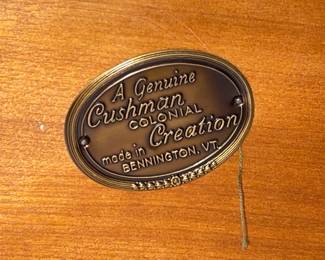 A Genuine
Cushman
COLONIAL
Creation
made in
BENNINGTON, VT.